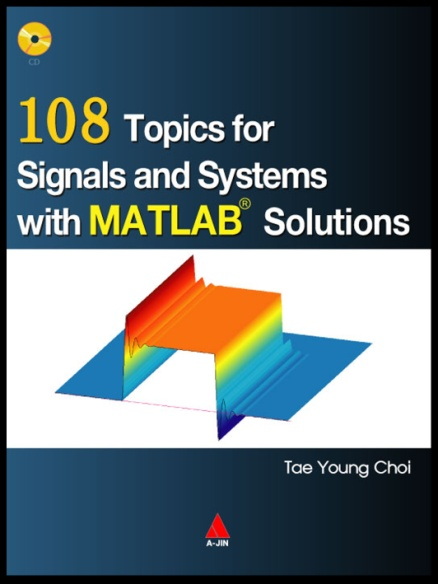 CD
108 Topics for
Signals and Systems
with MATLAB® Solutions
Tae Young Choi
A-JIN